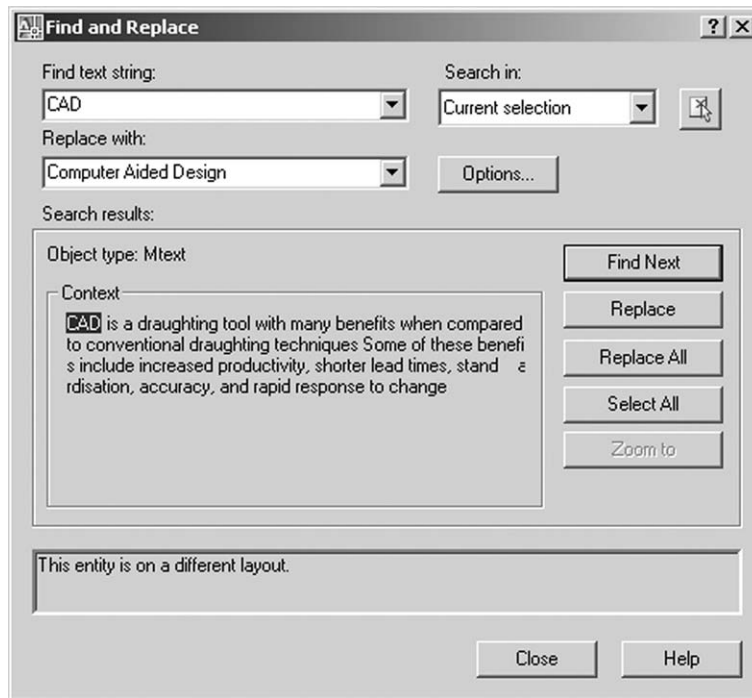 Find and Replace
Find text string:
Search in:
CAD
Current selection
Replace with:
Computer Aided Design
Options...
Search results:
Object type: Mtext
Find Next
Context
CAD is a draughting tool with many benefits when compared
to conventional draughting techniques Some of these benefi
s include increased productivity, shorter lead times, stand a
rdisation, accuracy, and rapid response to change
Replace
Replace All
Select All
Zoom to
This entity is on a different layout.
Close
Help